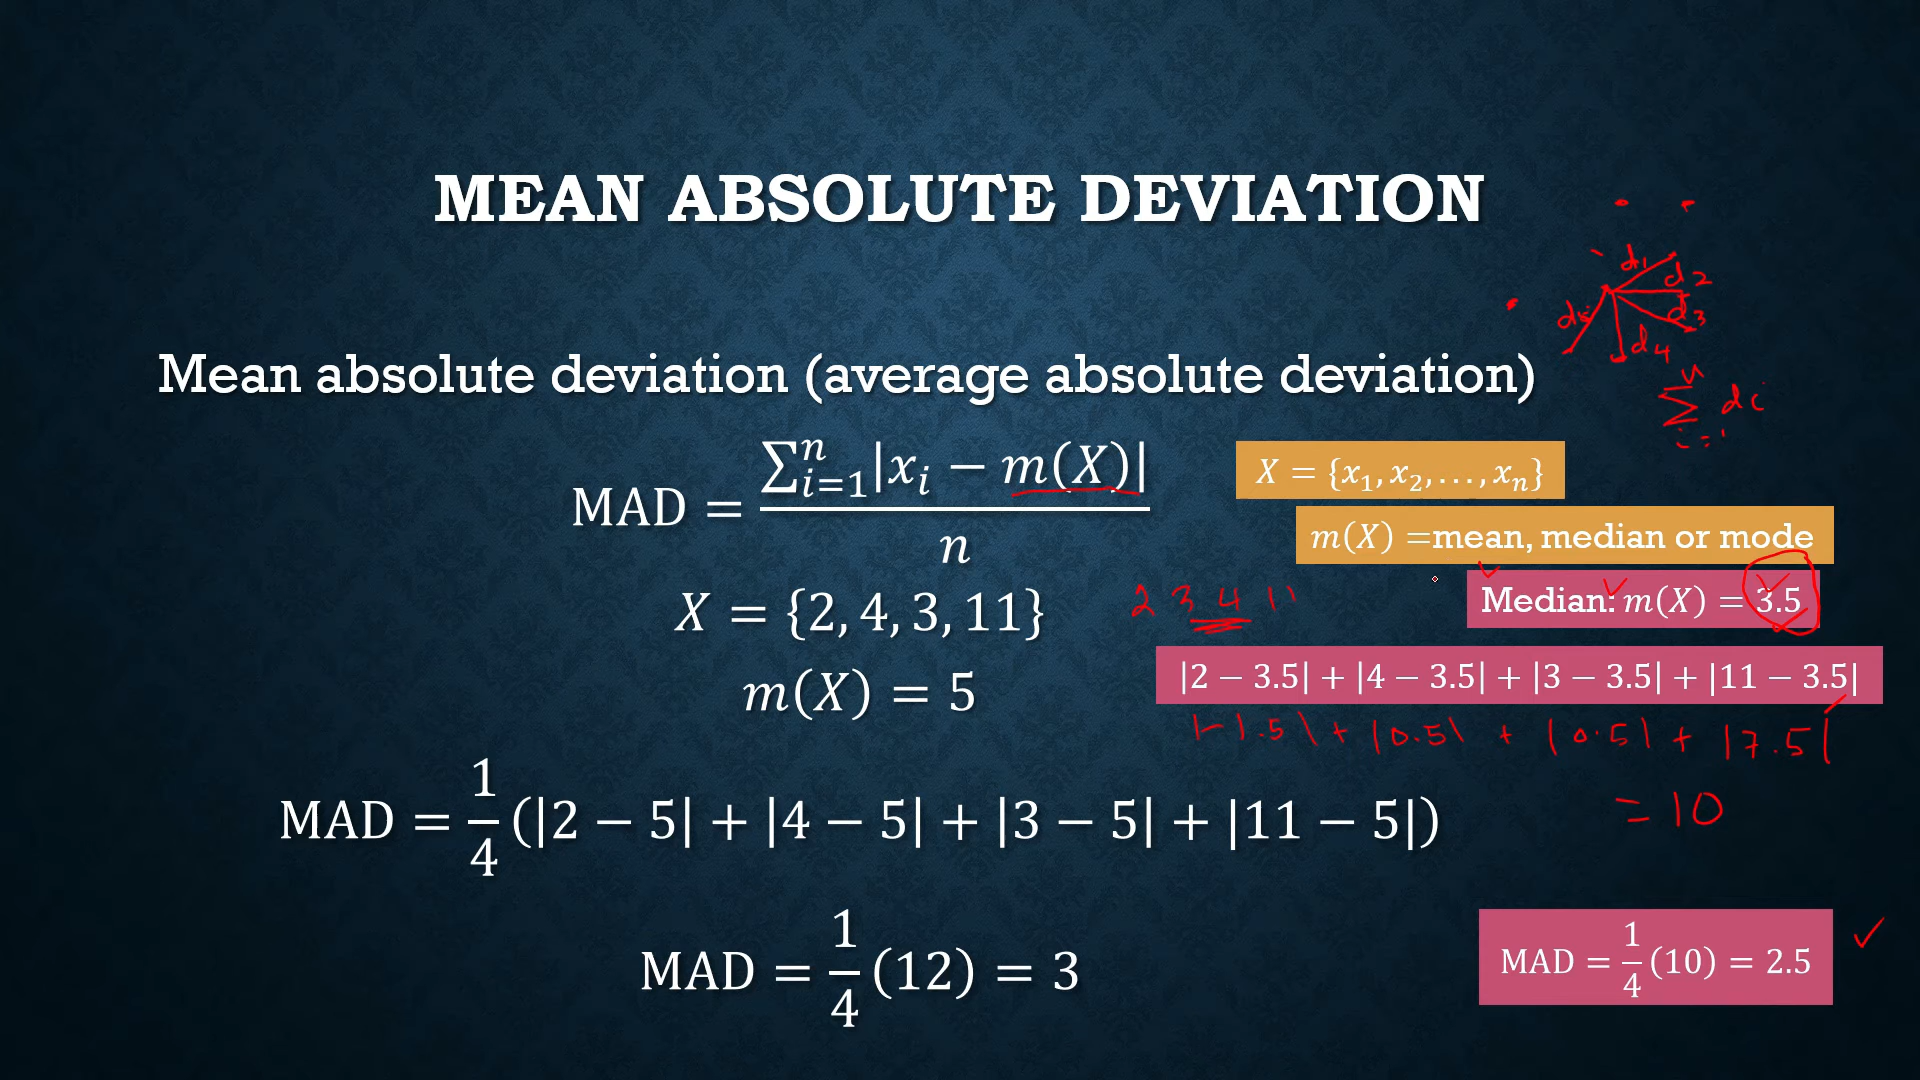 MEAN ABSOLUTE DEVIATION
d1
d2
d3
d4
d5
Mean absolute deviation (average absolute deviation)
n
∑ di
i=1
MAD = ∑ⁿᵢ₌₁|xᵢ − m(X)| / n
X = {x₁, x₂, …, xₙ}
m(X) =mean, median or mode
X = {2, 4, 3, 11}
2 3 4 11
Median: m(X) = 3.5
m(X) = 5
|2 − 3.5| + |4 − 3.5| + |3 − 3.5| + |11 − 3.5|
|-1.5| + |0.5| + |0.5| + |7.5|
= 10
MAD = 1/4 (|2 − 5| + |4 − 5| + |3 − 5| + |11 − 5|)
MAD = 1/4 (12) = 3
MAD = 1/4 (10) = 2.5